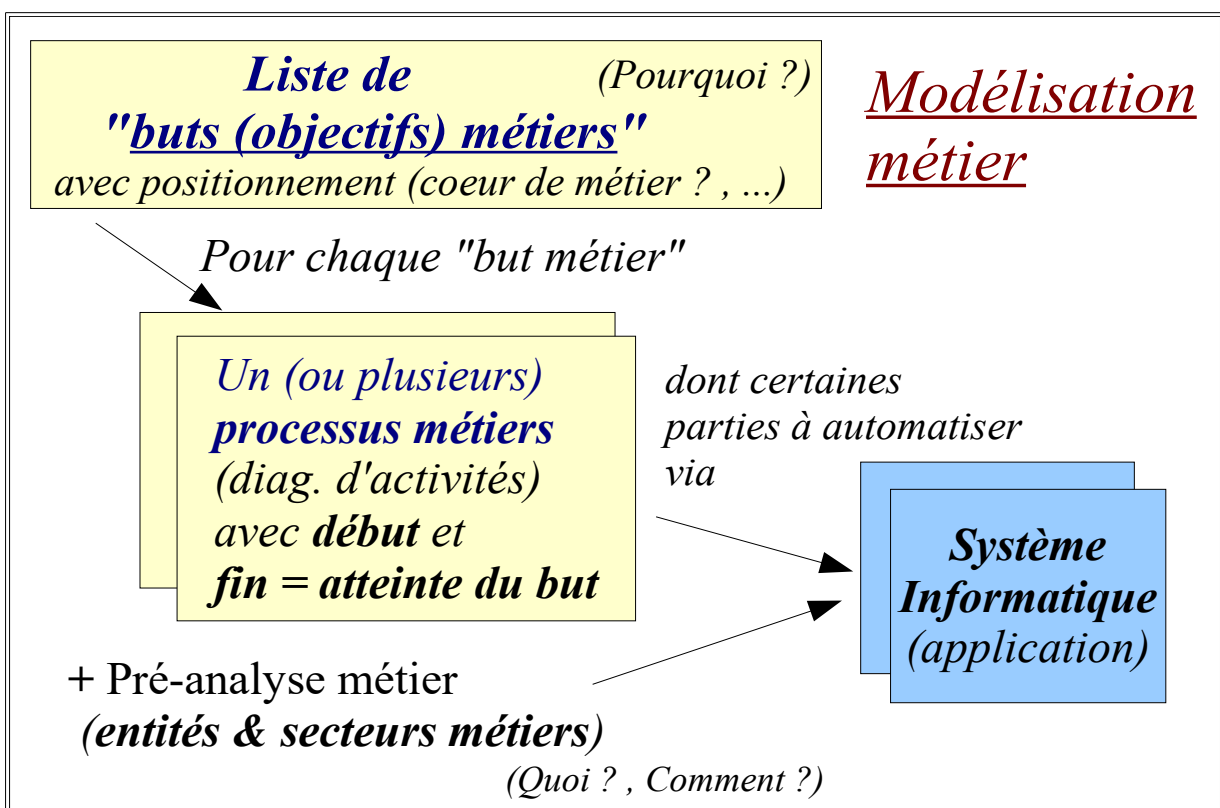 Liste de (Pourquoi ?)
"buts (objectifs) métiers"
avec positionnement (coeur de métier ? , ...)
Modélisation
métier
Pour chaque "but métier"
Un (ou plusieurs)
processus métiers
(diag. d'activités)
avec début et
fin = atteinte du but
dont certaines
parties à automatiser
via
Système
Informatique
(application)
+ Pré-analyse métier
(entités & secteurs métiers)
(Quoi ? , Comment ?)